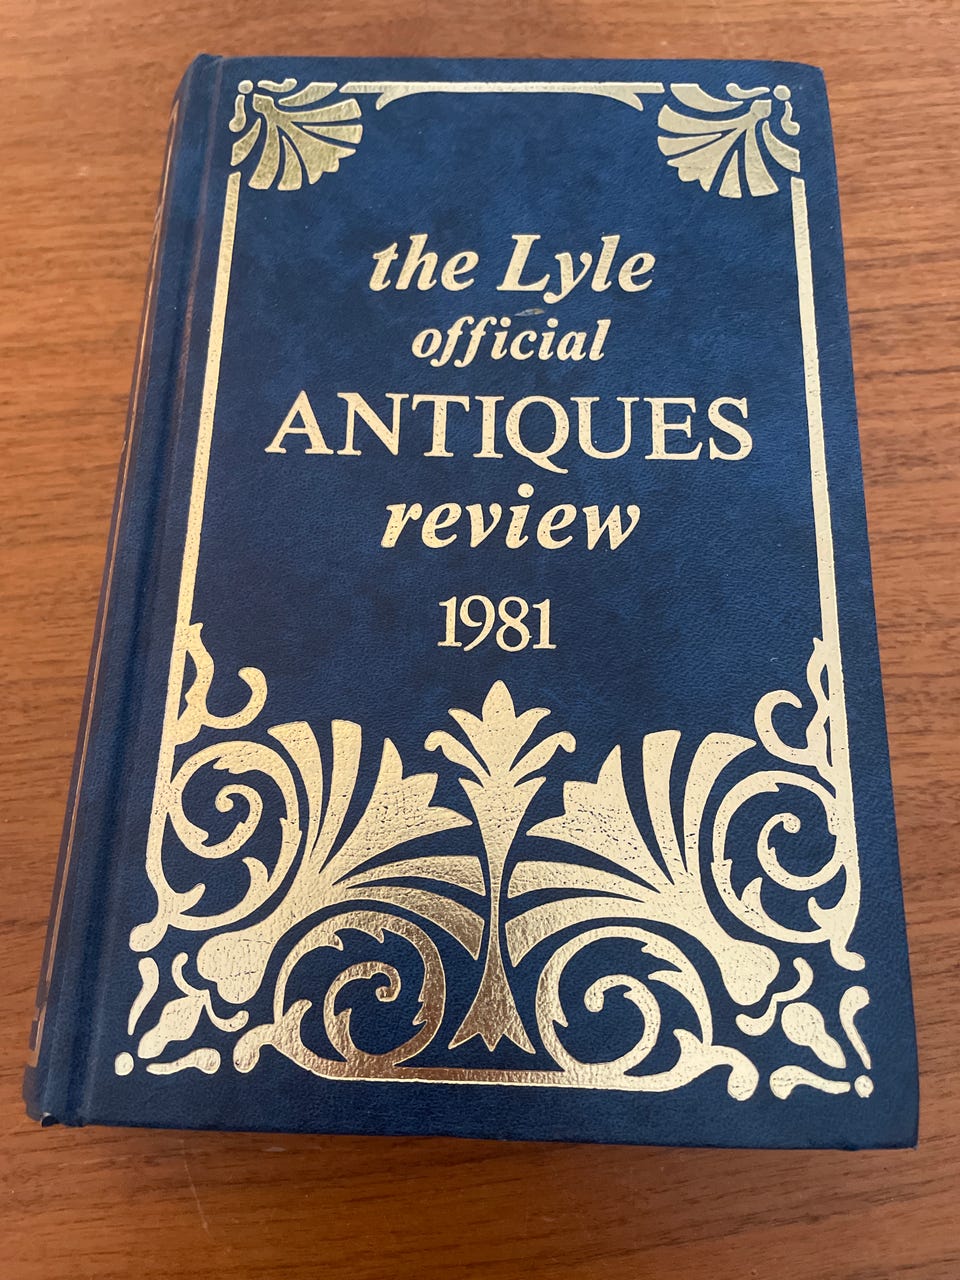 the Lyle
official
ANTIQUES
review
1981